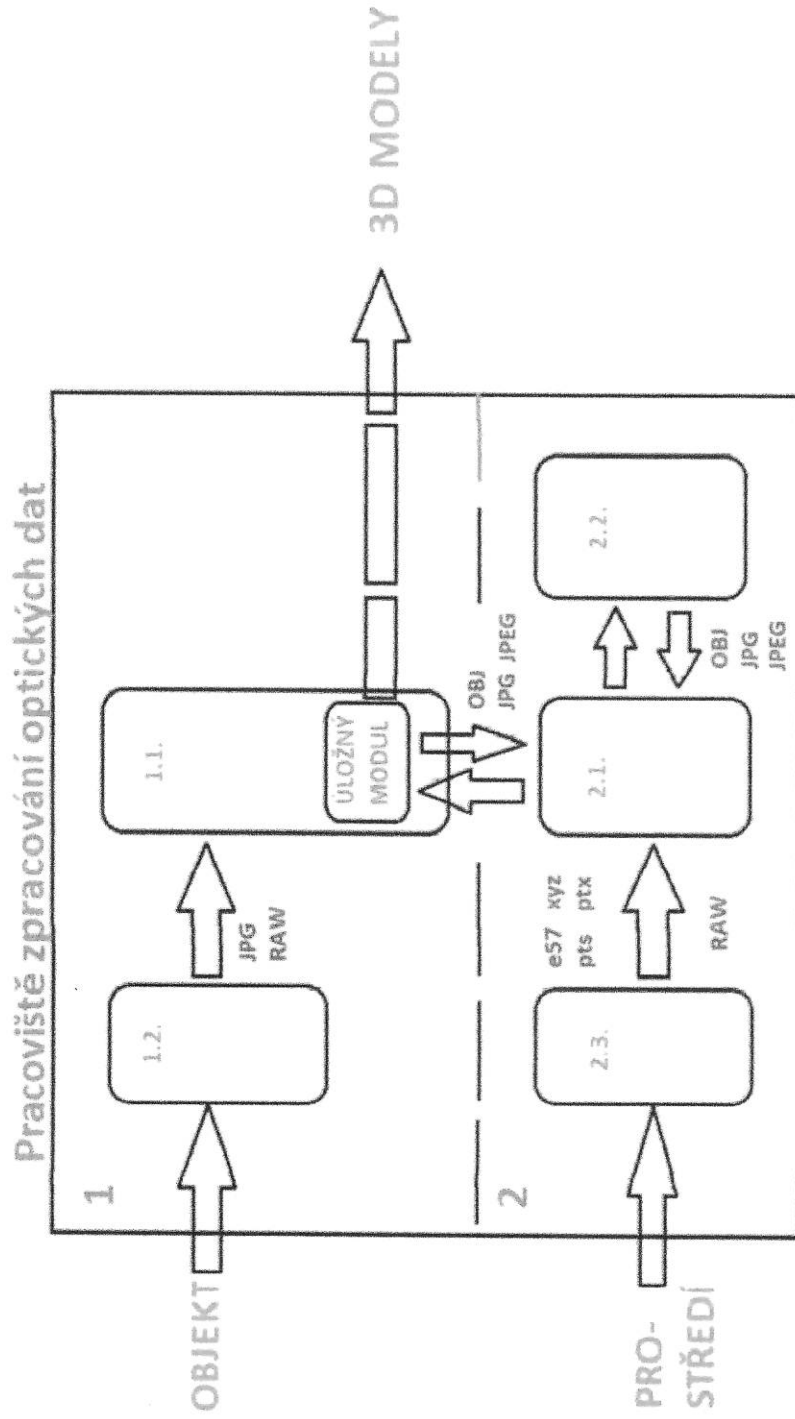 Pracoviště zpracování optických dat
1
OBJEKT
1.2.
JPG
RAW
1.1.
ÚLOŽNÝ
MODUL
3D MODELY
OBJ
JPG JPEG
2
PRO-
STŘEDÍ
2.3.
e57 xyz
pts ptx
RAW
2.1.
OBJ
JPG
JPEG
2.2.